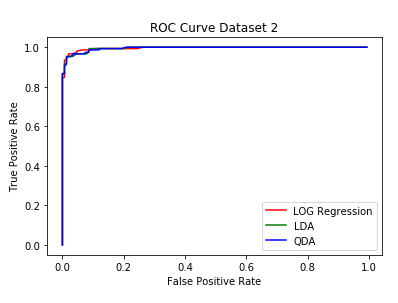 ROC Curve Dataset 2
True Positive Rate
1.0
0.8
0.6
0.4
0.2
0.0
LOG Regression
LDA
QDA
0.0 0.2 0.4 0.6 0.8 1.0
False Positive Rate